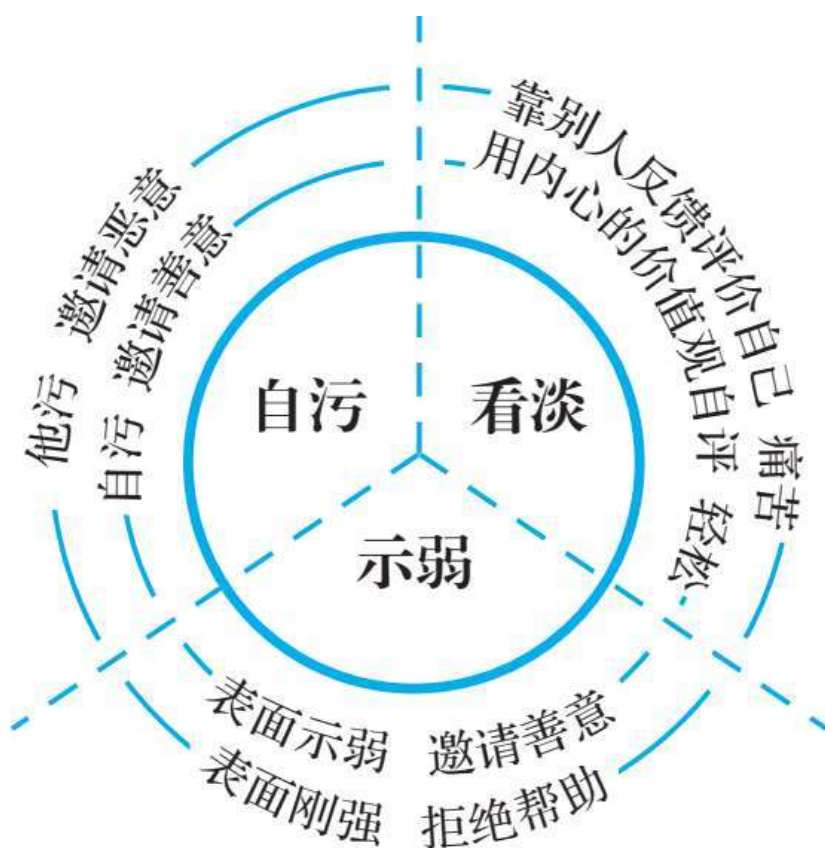 自污
看淡
示弱
他污 邀请恶意
自污 邀请善意
靠别人反馈评价自己 痛苦
用内心的价值观自评 轻松
表面示弱 邀请善意
表面刚强 拒绝帮助